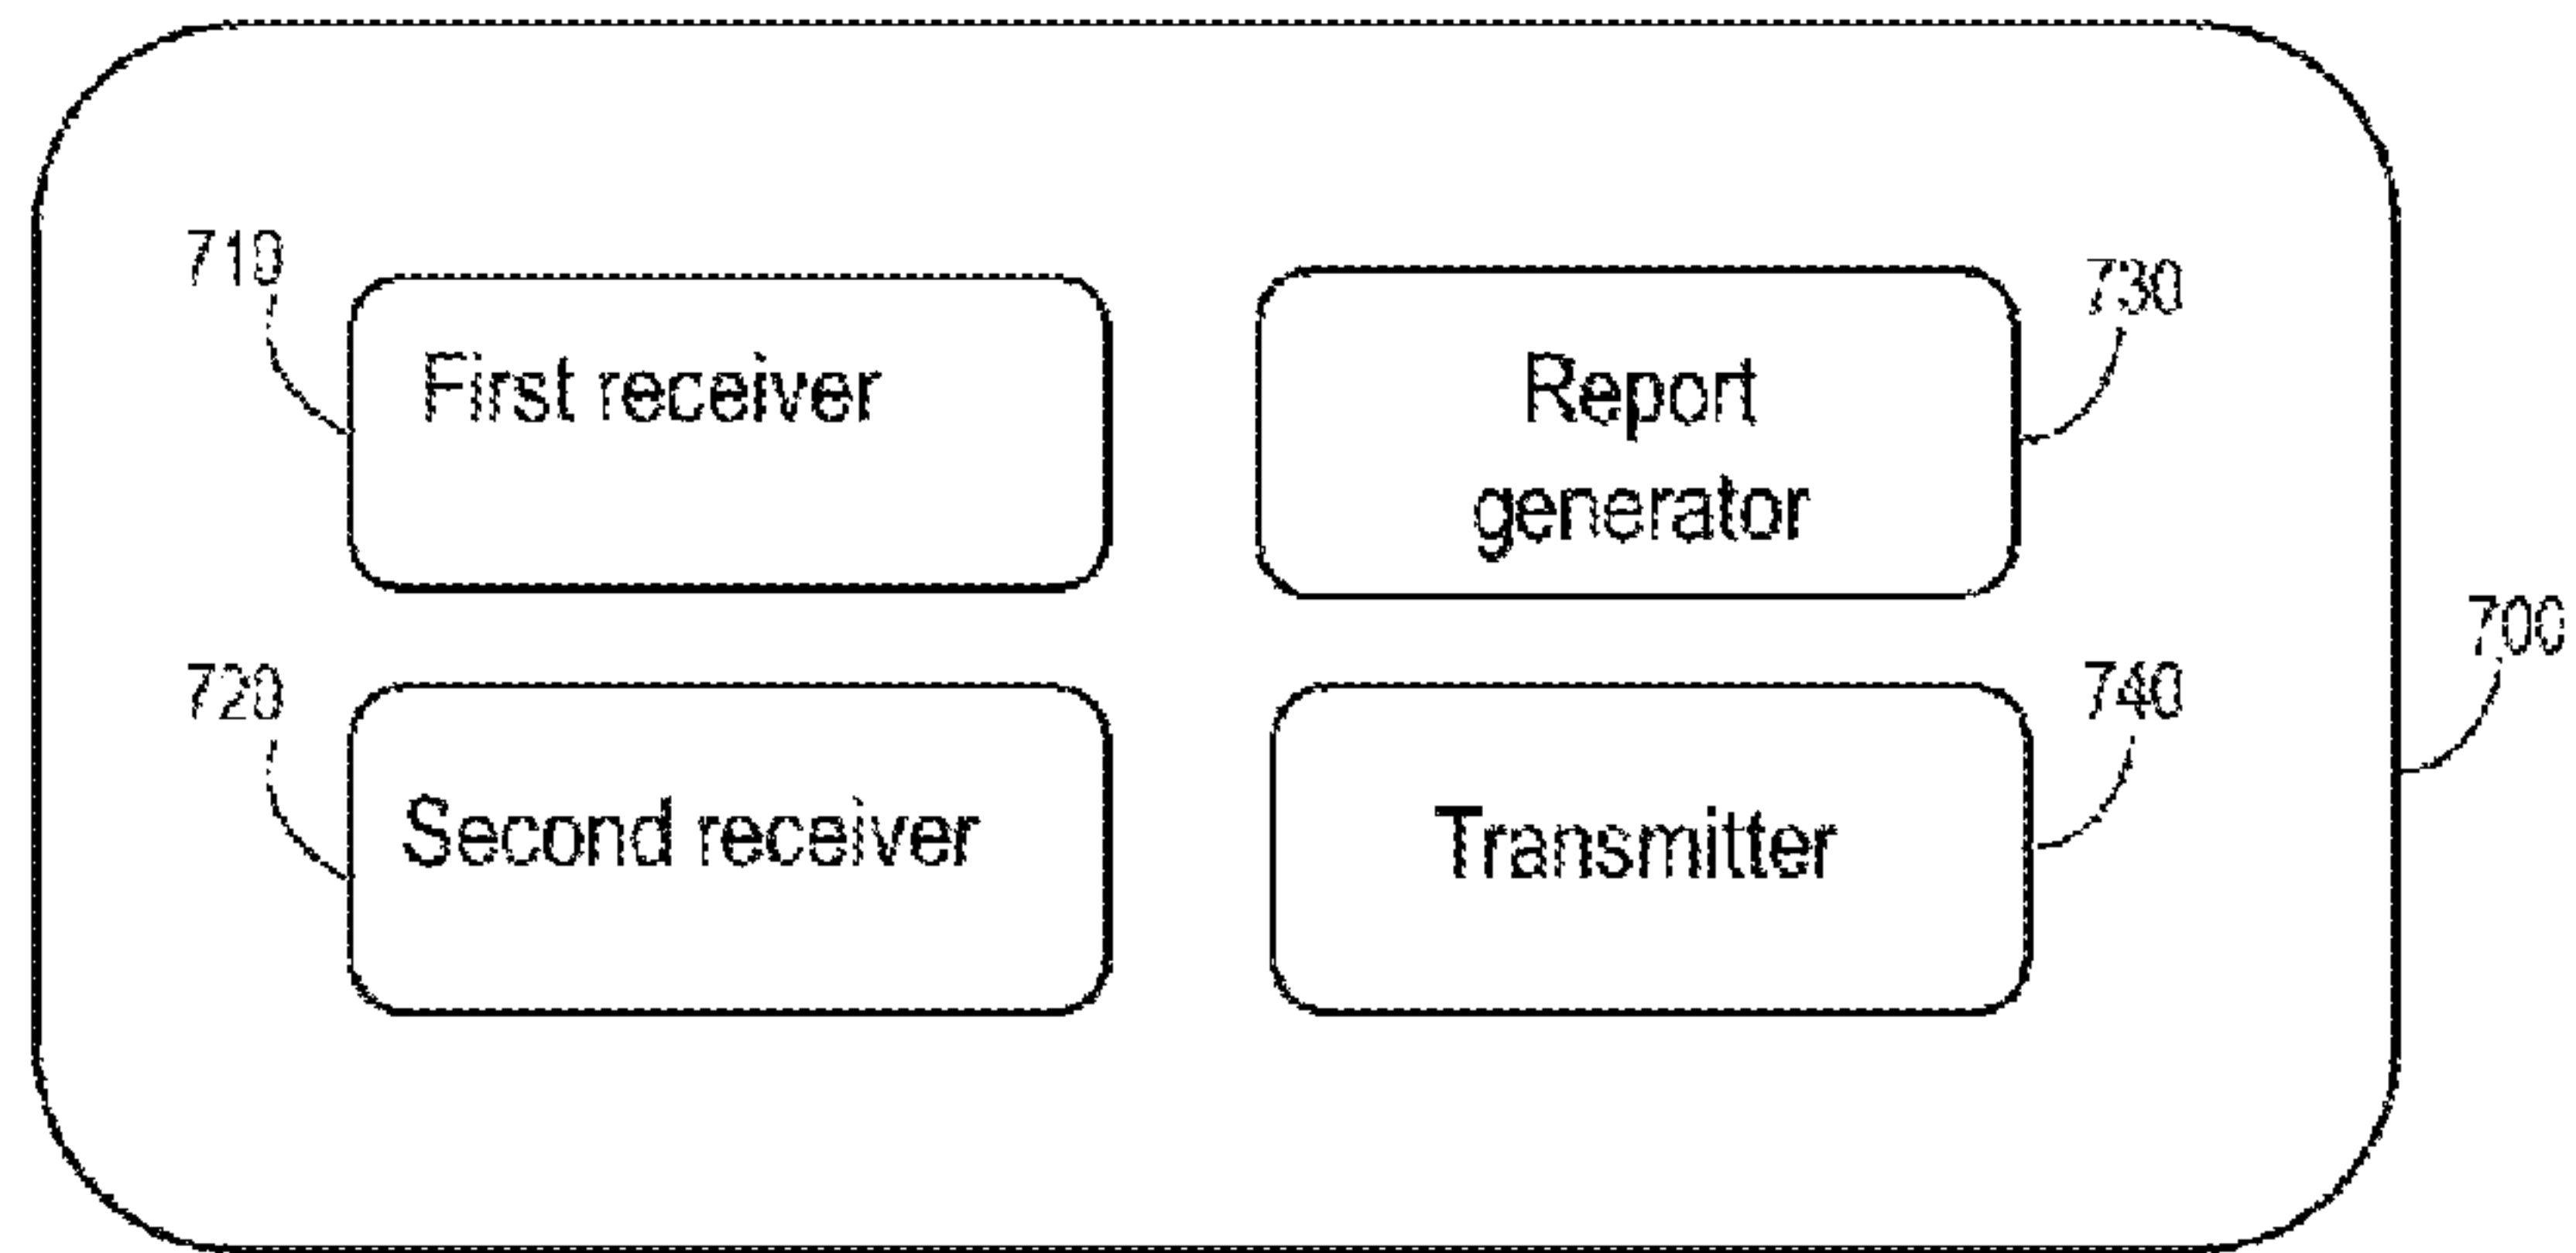 710
First receiver
730
Report
generator
700
720
Second receiver
740
Transmitter